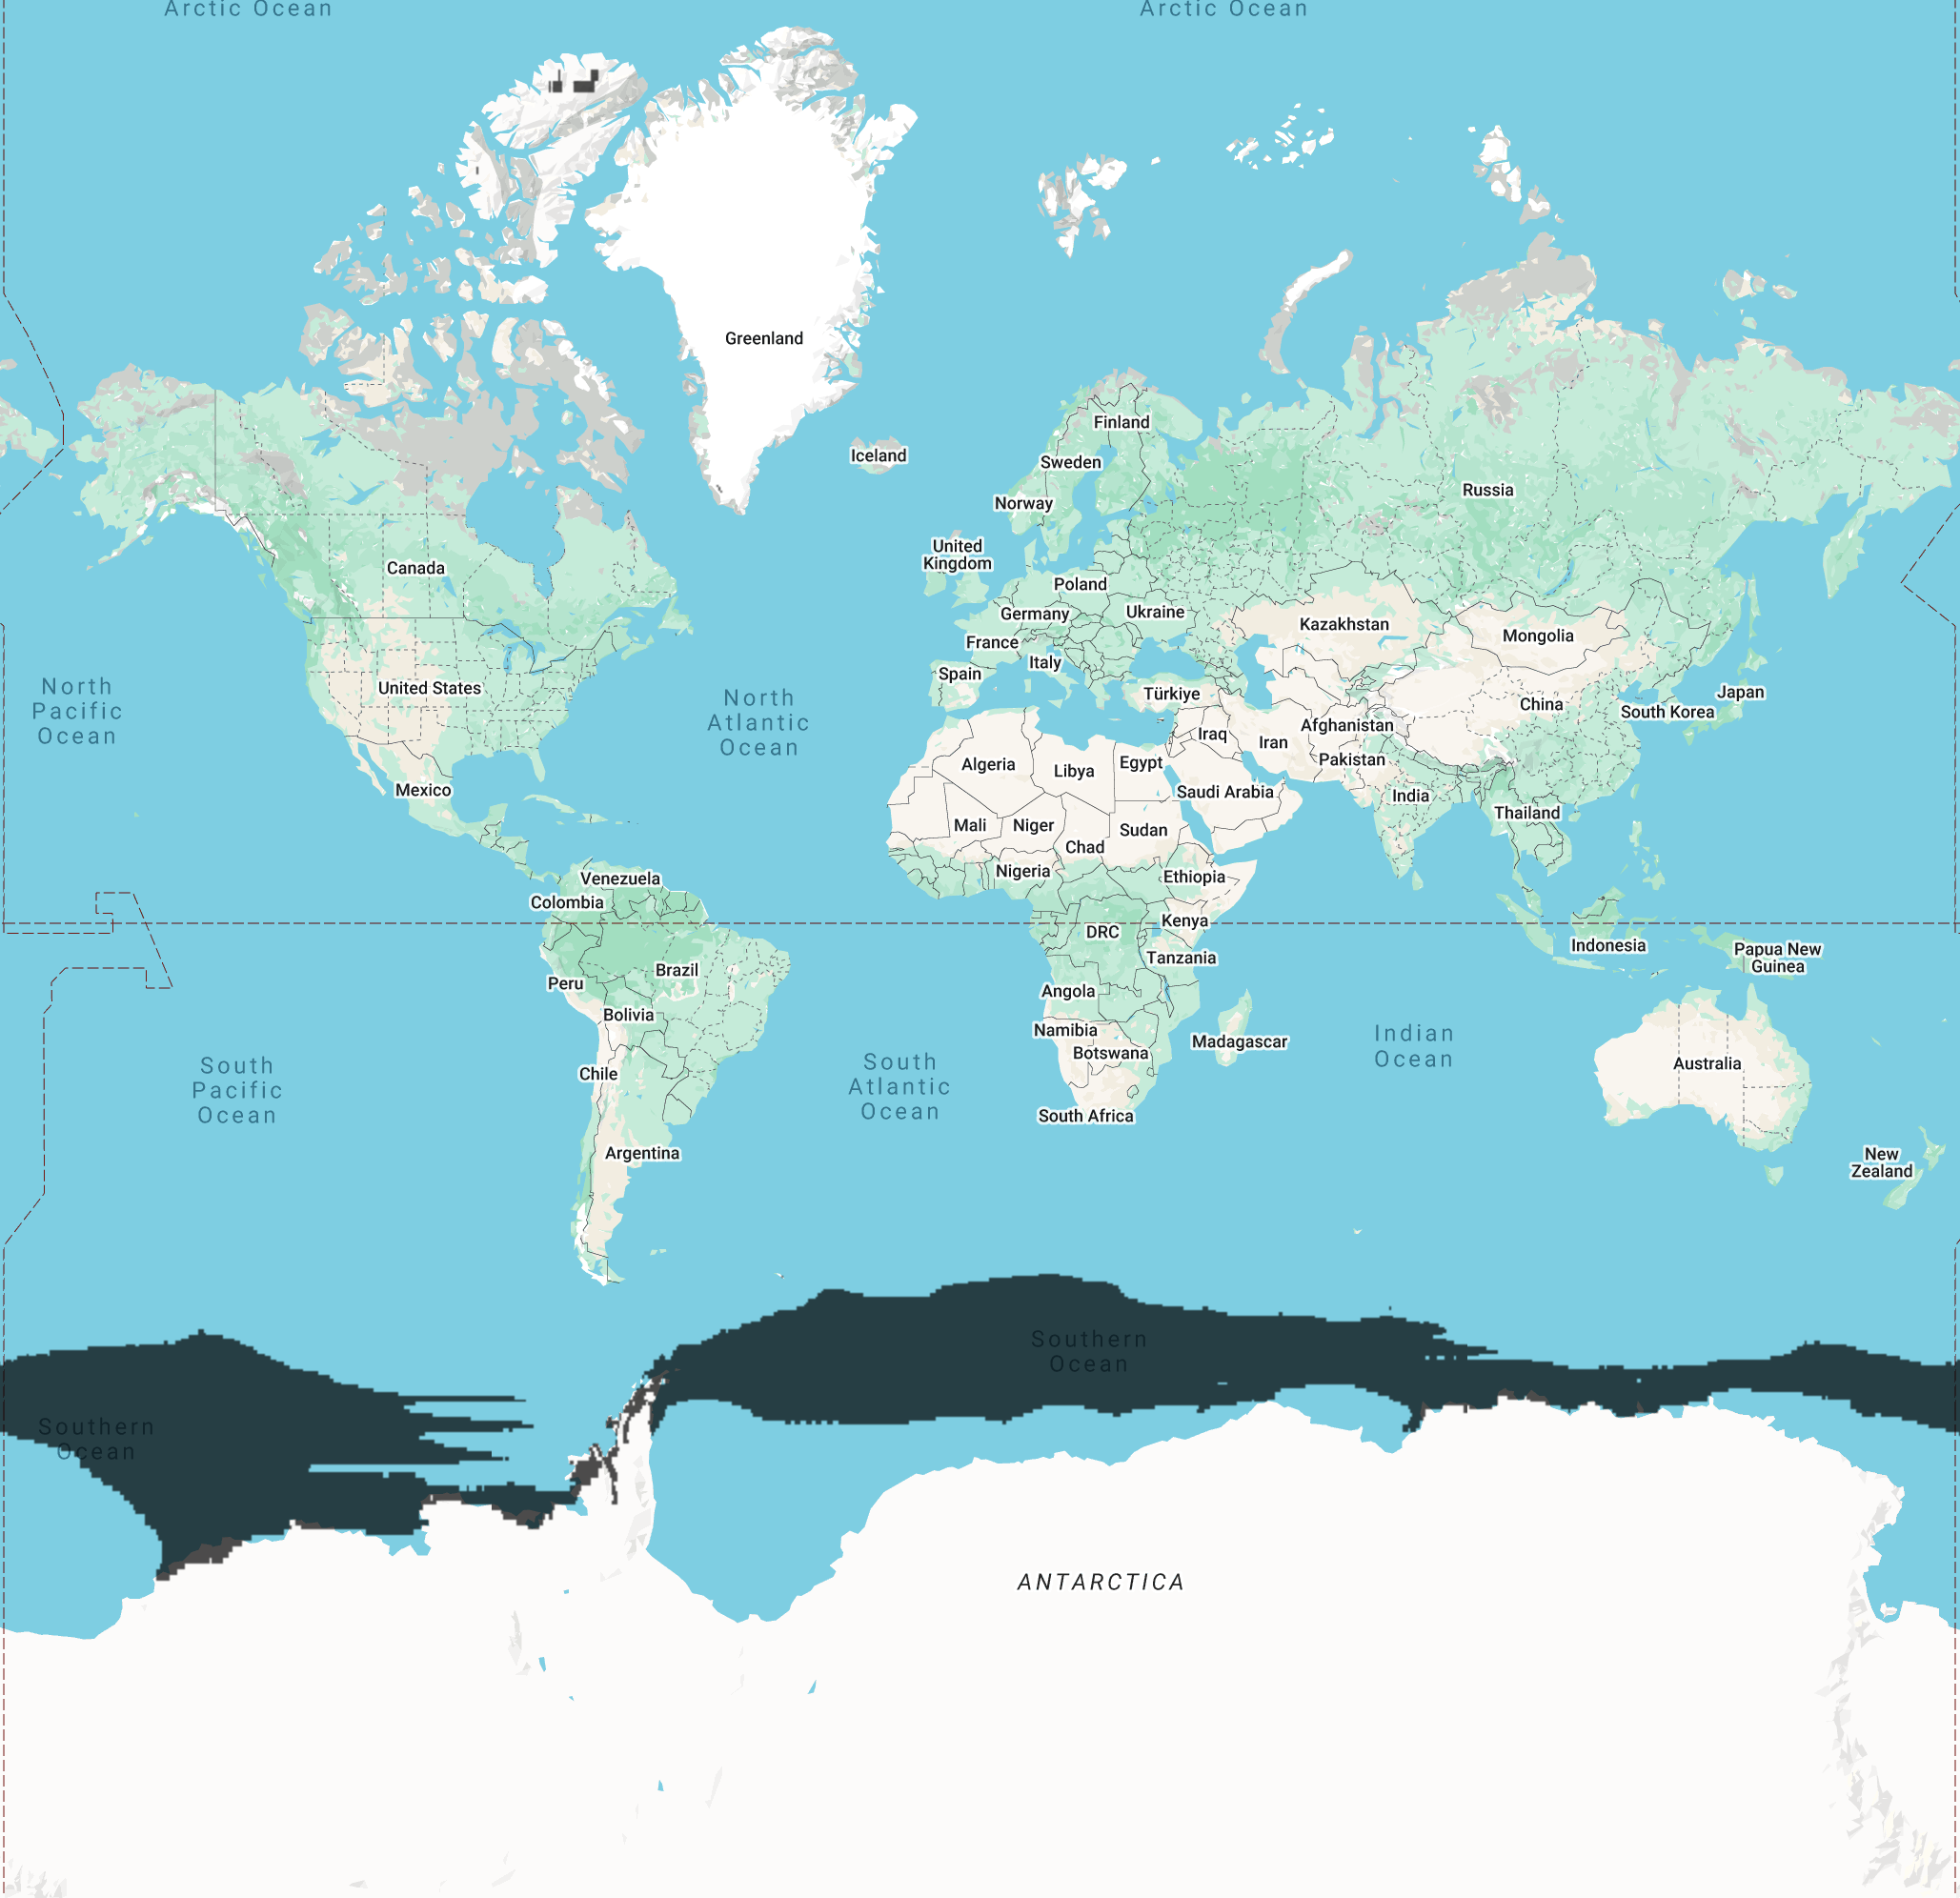 Arctic Ocean
Arctic Ocean
Greenland
Finland
Iceland
Sweden
Russia
Norway
United
Kingdom
Canada
Poland
Germany
Ukraine
Kazakhstan
Mongolia
France
Italy
Spain
United States
Türkiye
Japan
China
South Korea
North
Pacific
Ocean
North
Atlantic
Ocean
Afghanistan
Iraq
Iran
Pakistan
Algeria
Libya
Egypt
Saudi Arabia
India
Mexico
Thailand
Mali
Niger
Sudan
Chad
Nigeria
Ethiopia
Venezuela
Colombia
Kenya
DRC
Indonesia
Papua New
Guinea
Tanzania
Brazil
Peru
Angola
Bolivia
Namibia
Madagascar
Botswana
Indian
Ocean
Australia
Chile
South
Pacific
Ocean
South
Atlantic
Ocean
South Africa
Argentina
New
Zealand
Southern
Ocean
Southern
Ocean
ANTARCTICA